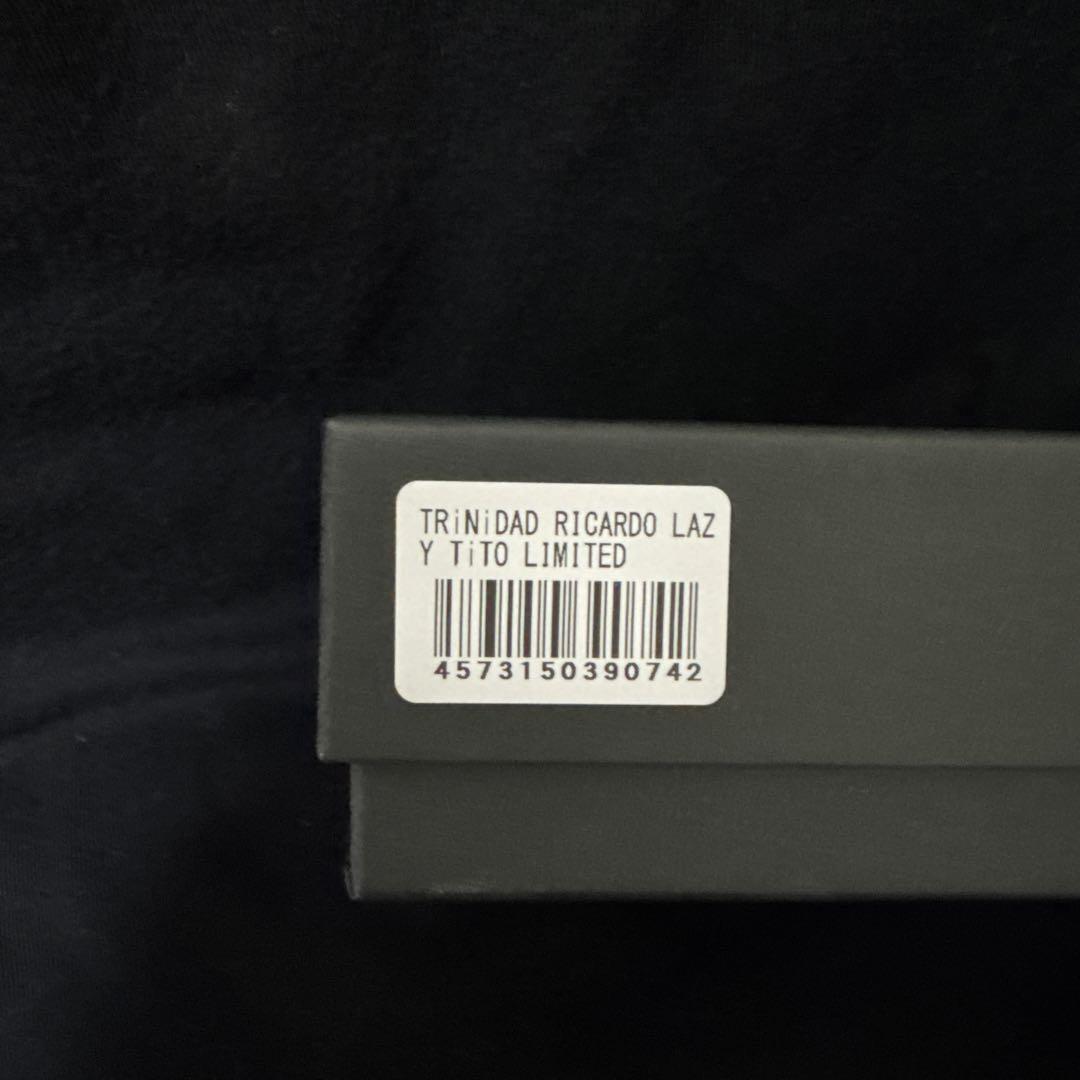 TRiNiDAD RICARDO LAZ
Y TiTO LIMITED
4573150390742